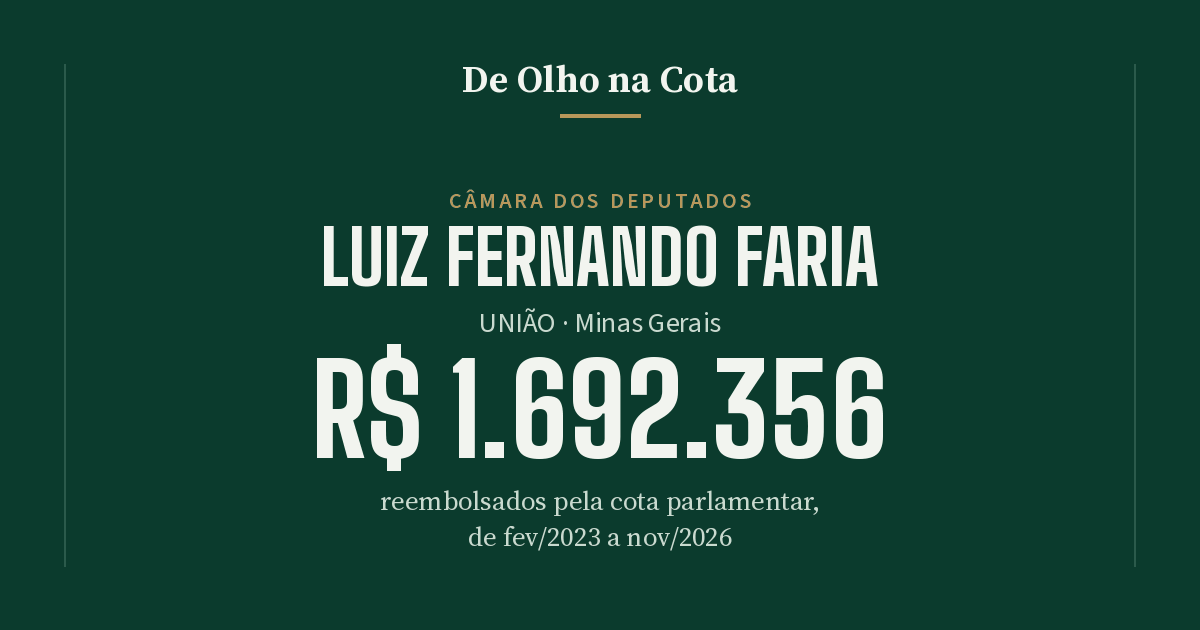 De Olho na Cota
CÂMARA DOS DEPUTADOS
LUIZ FERNANDO FARIA
UNIÃO · Minas Gerais
R$ 1.692.356
reembolsados pela cota parlamentar,
de fev/2023 a nov/2026